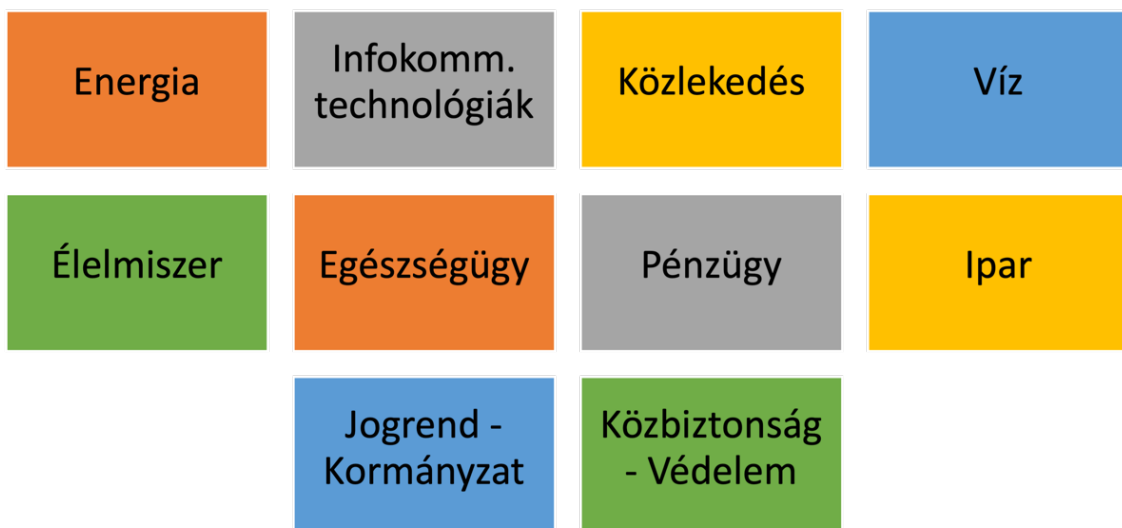 Energia
Infokomm.
technológiák
Közlekedés
Víz
Élelmiszer
Egészségügy
Pénzügy
Ipar
Jogrend -
Kormányzat
Közbiztonság
- Védelem